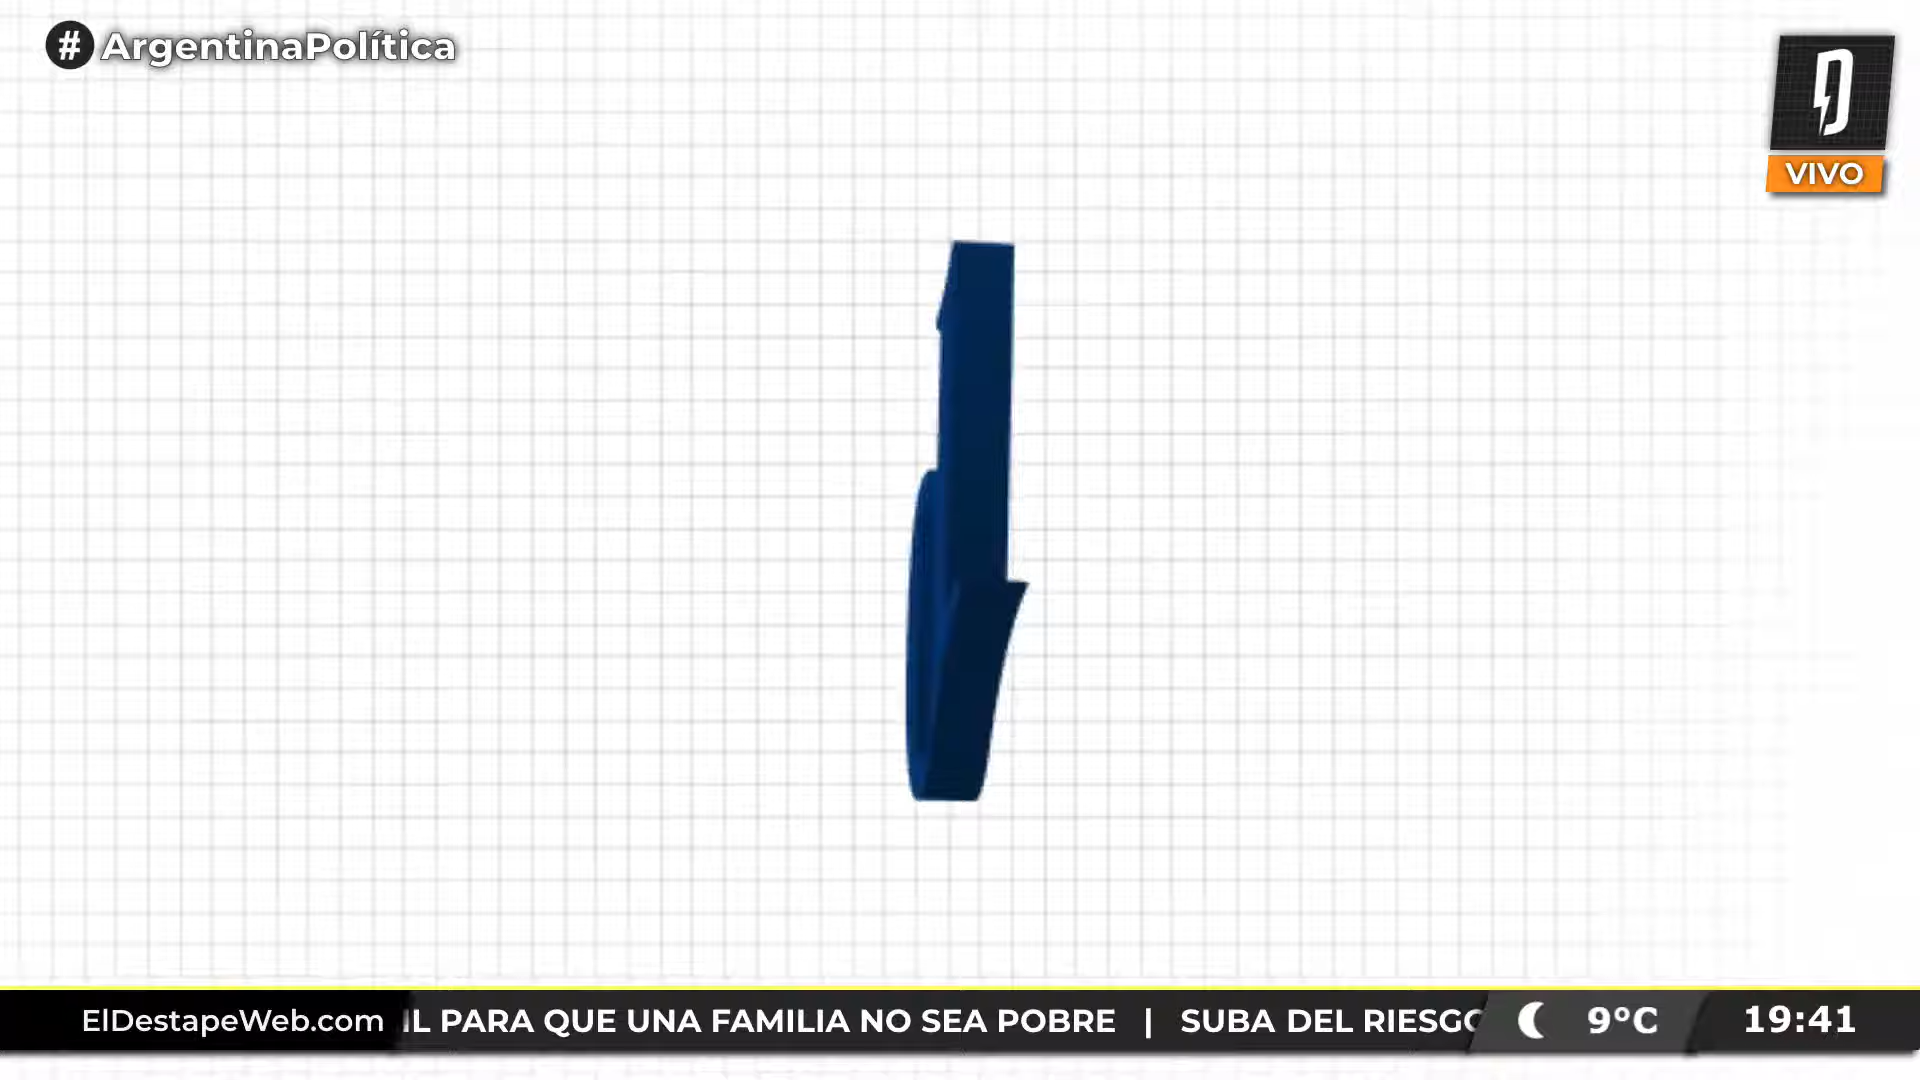 # ArgentinaPolítica
VIVO
ElDestapeWeb.com
PARA QUE UNA FAMILIA NO SEA POBRE | SUBA DEL
9°C
19:41